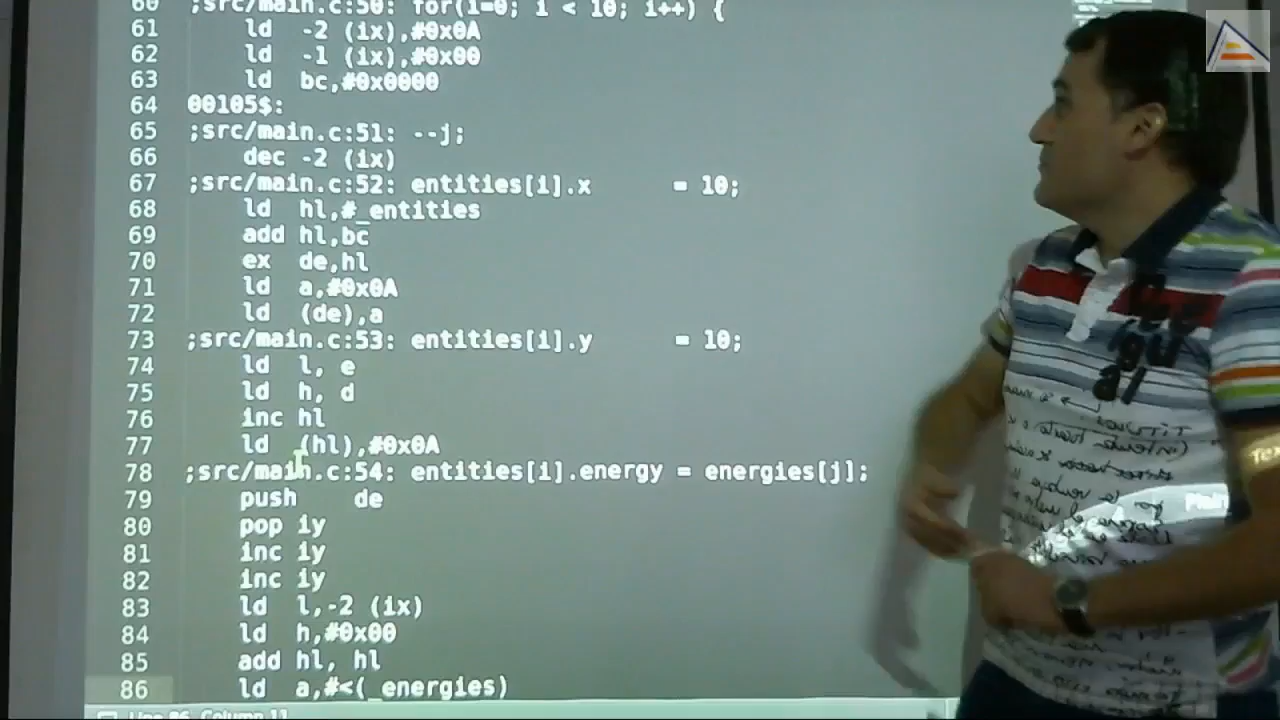 60 ;src/main.c:50: for(i=0; i < 10; i++) {
61 ld -2 (ix),#0x0A
62 ld -1 (ix),#0x00
63 ld bc,#0x0000
64 00105$:
65 ;src/main.c:51: --j;
66 dec -2 (ix)
67 ;src/main.c:52: entities[i].x = 10;
68 ld hl,#_entities
69 add hl,bc
70 ex de,hl
71 ld a,#0x0A
72 ld (de),a
73 ;src/main.c:53: entities[i].y = 10;
74 ld l, e
75 ld h, d
76 inc hl
77 ld (hl),#0x0A
78 ;src/main.c:54: entities[i].energy = energies[j];
79 push de
80 pop iy
81 inc iy
82 inc iy
83 ld l,-2 (ix)
84 ld h,#0x00
85 add hl, hl
86 ld a,#<(_energies)
Line 86, Column 11